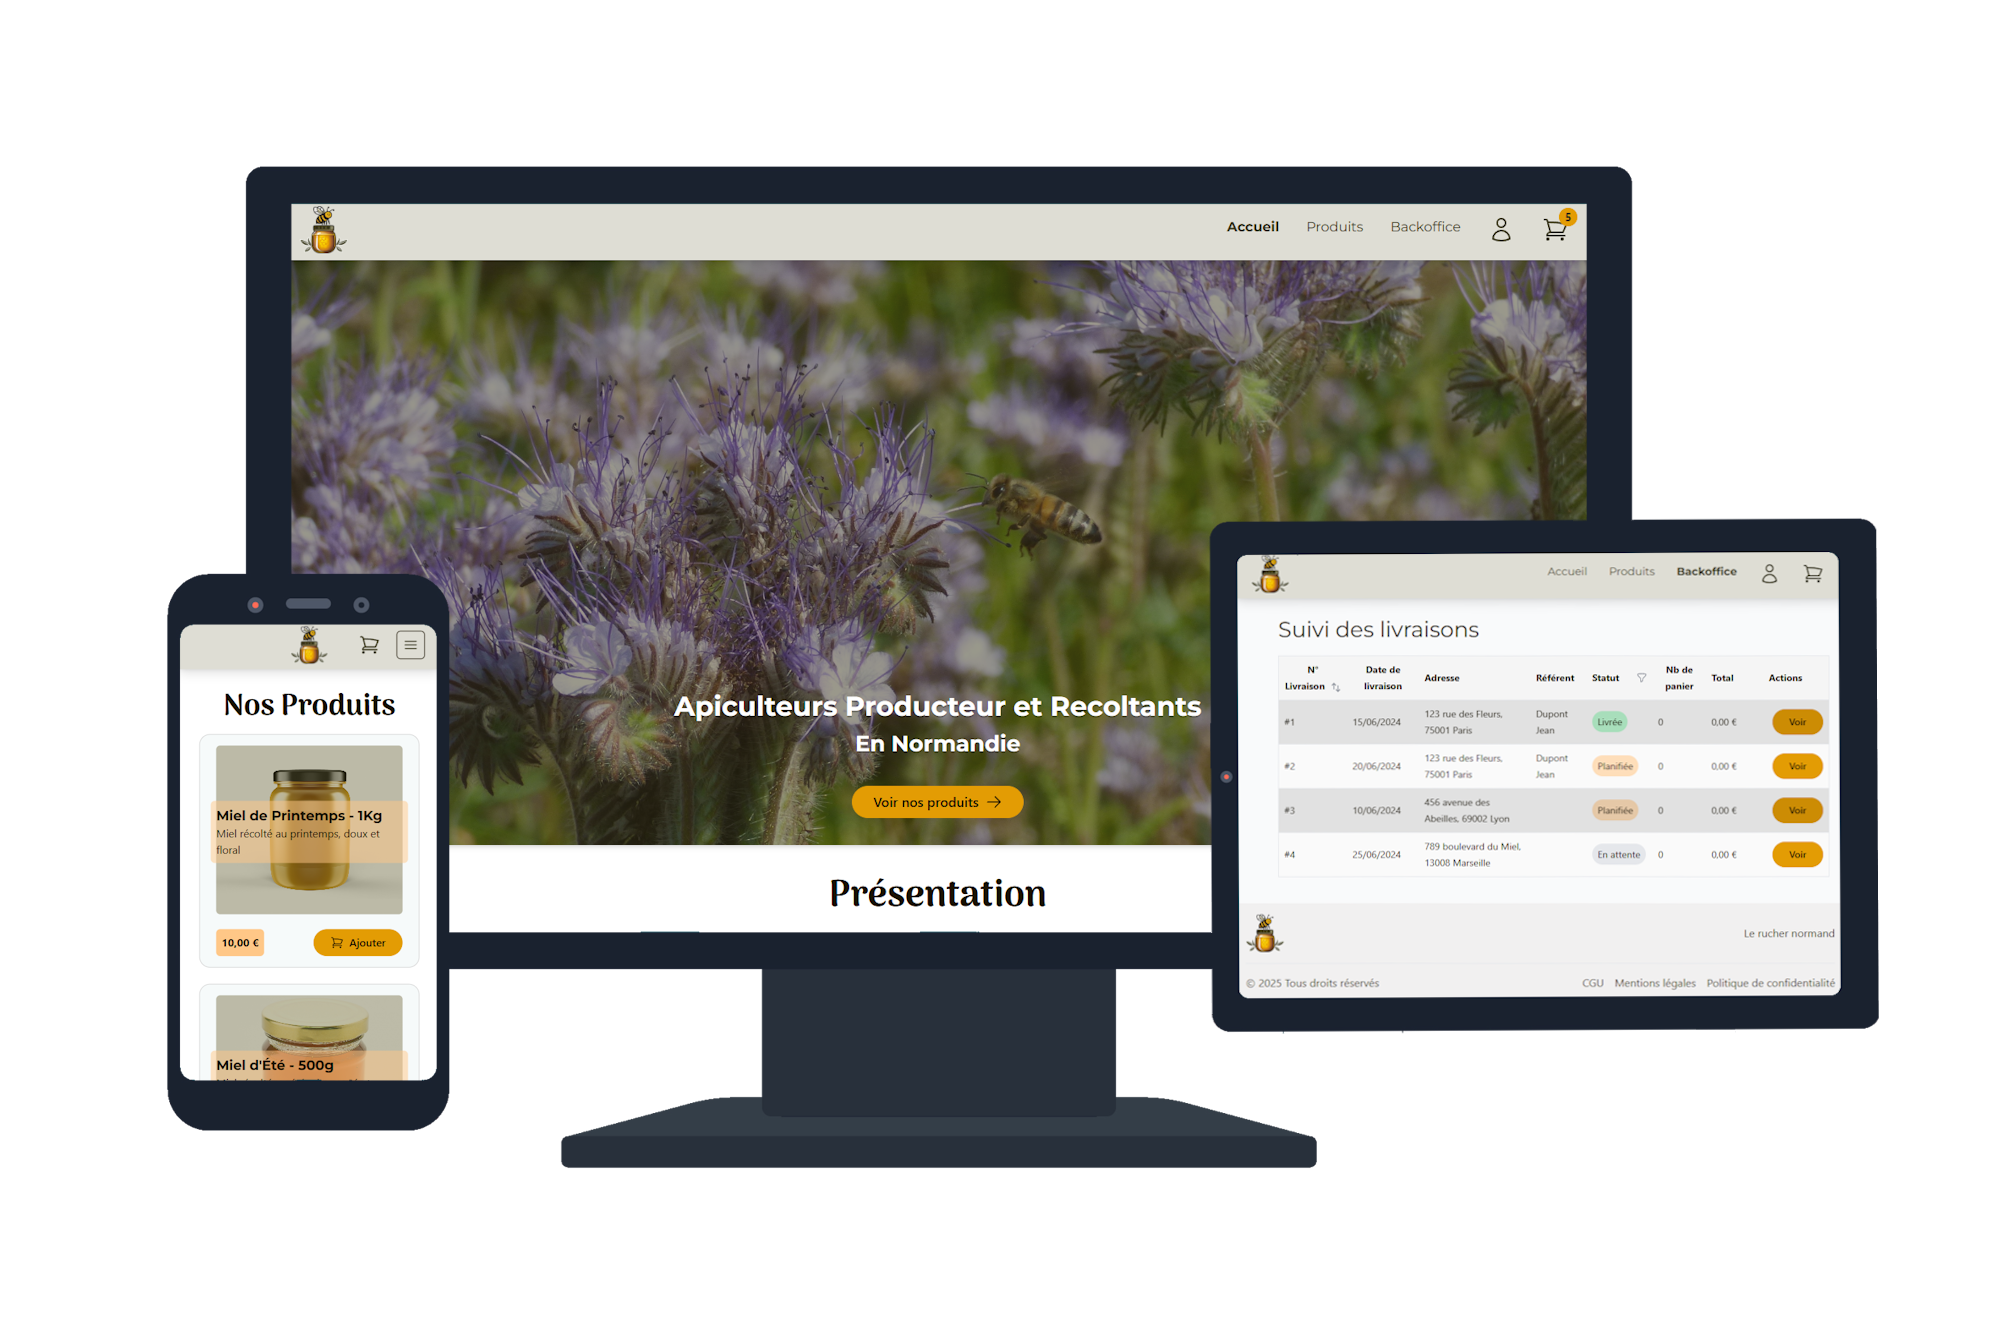 Accueil Produits Backoffice 5
Apiculteurs Producteur et Recoltants
En Normandie
Voir nos produits
Présentation
Nos Produits
Miel de Printemps - 1Kg
Miel récolté au printemps, doux et
floral
10,00 € Ajouter
Miel d'Été - 500g
Accueil Produits Backoffice
Suivi des livraisons
N° Livraison Date de livraison Adresse Référent Statut Nb de panier Total Actions
#1 15/06/2024 123 rue des Fleurs, 75001 Paris Dupont Jean Livrée 0 0,00 € Voir
#2 20/06/2024 123 rue des Fleurs, 75001 Paris Dupont Jean Planifiée 0 0,00 € Voir
#3 10/06/2024 456 avenue des Abeilles, 69002 Lyon Planifiée 0 0,00 € Voir
#4 25/06/2024 789 boulevard du Miel, 13008 Marseille En attente 0 0,00 € Voir
Le rucher normand
© 2025 Tous droits réservés CGU Mentions légales Politique de confidentialité